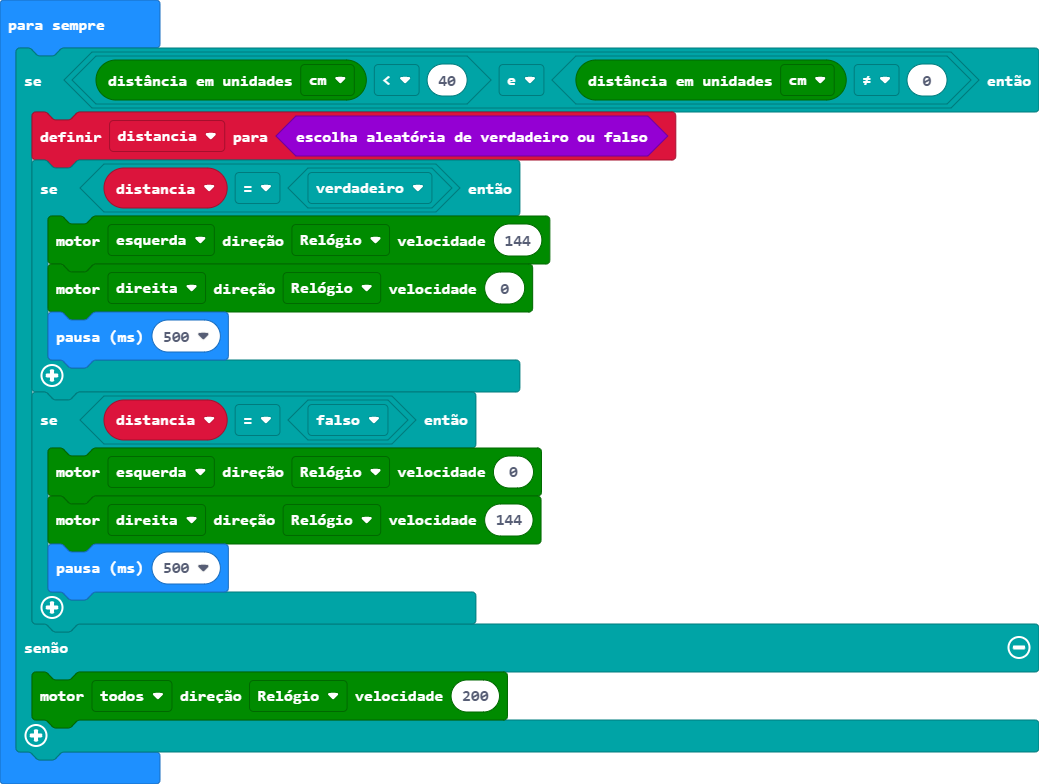 para sempre
se distância em unidades cm < 40 e distância em unidades cm ≠ 0 então
definir distancia para escolha aleatória de verdadeiro ou falso
se distancia = verdadeiro então
motor esquerda direção Relógio velocidade 144
motor direita direção Relógio velocidade 0
pausa (ms) 500
se distancia = falso então
motor esquerda direção Relógio velocidade 0
motor direita direção Relógio velocidade 144
pausa (ms) 500
senão
motor todos direção Relógio velocidade 200